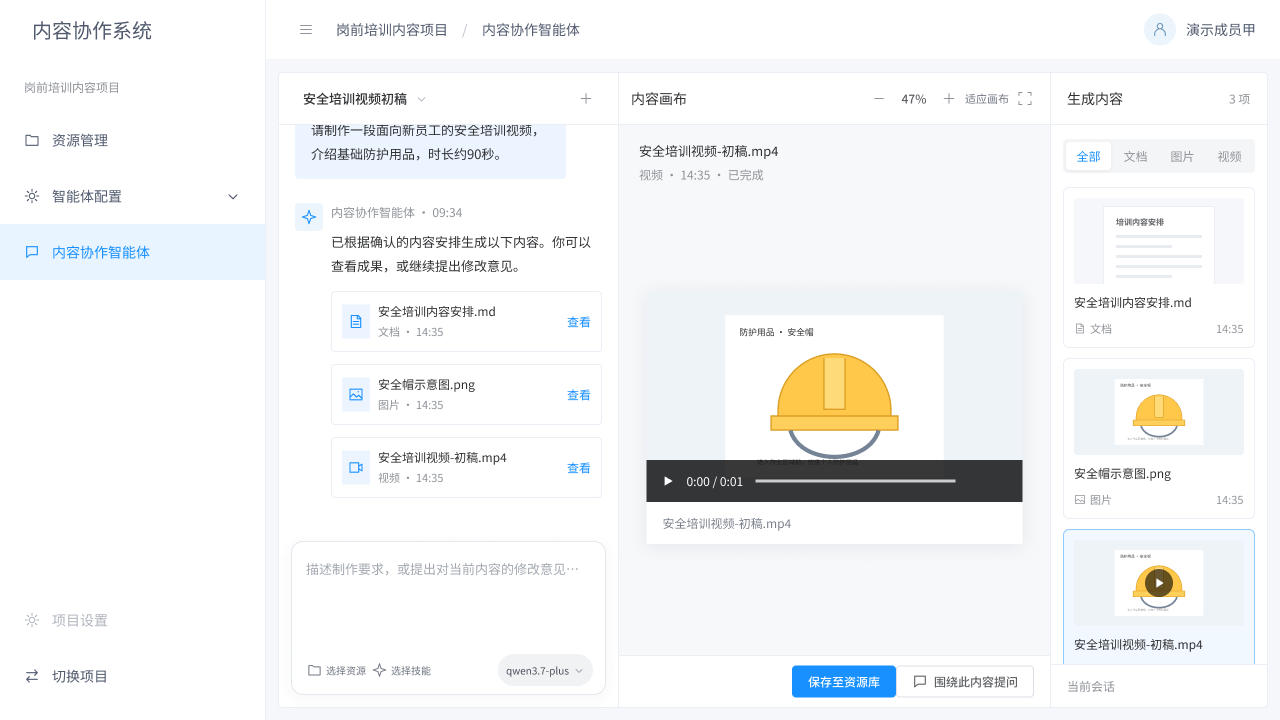 内容协作系统
岗前培训内容项目
资源管理
智能体配置
内容协作智能体
项目设置
切换项目
岗前培训内容项目 / 内容协作智能体
演示成员甲
安全培训视频初稿
请制作一段面向新员工的安全培训视频，
介绍基础防护用品，时长约90秒。
内容协作智能体 • 09:34
已根据确认的内容安排生成以下内容。你可以
查看成果，或继续提出修改意见。
安全培训内容安排.md
文档 • 14:35
查看
安全帽示意图.png
图片 • 14:35
查看
安全培训视频-初稿.mp4
视频 • 14:35
查看
描述制作要求，或提出对当前内容的修改意见…
选择资源
选择技能
qwen3.7-plus
内容画布
47%
适应画布
安全培训视频-初稿.mp4
视频 • 14:35 • 已完成
防护用品 • 安全帽
0:00 / 0:01
安全培训视频-初稿.mp4
保存至资源库
围绕此内容提问
生成内容
3 项
全部
文档
图片
视频
培训内容安排
安全培训内容安排.md
文档
14:35
防护用品 • 安全帽
安全帽示意图.png
图片
14:35
防护用品 • 安全帽
安全培训视频-初稿.mp4
当前会话